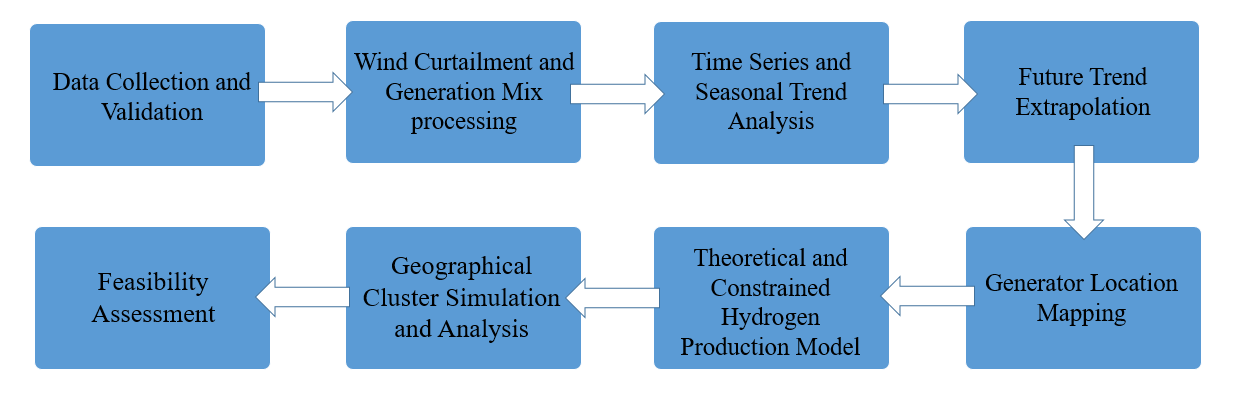 Data Collection and
Validation
Wind Curtailment and
Generation Mix
processing
Time Series and
Seasonal Trend
Analysis
Future Trend
Extrapolation
Generator Location
Mapping
Theoretical and
Constrained
Hydrogen
Production Model
Geographical
Cluster Simulation
and Analysis
Feasibility
Assessment